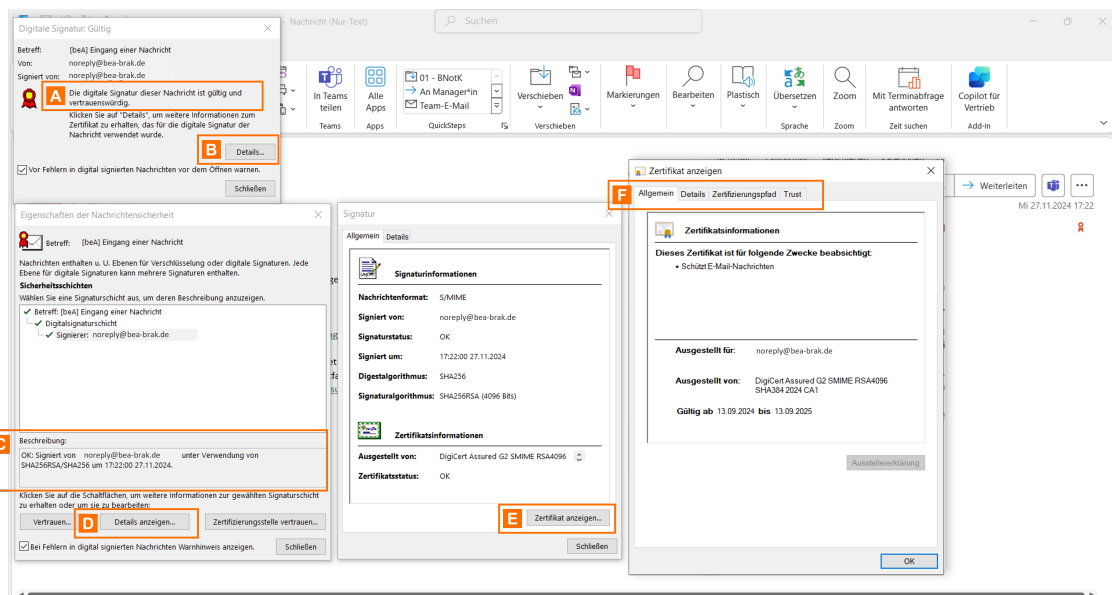 Nachricht (Nur-Text)
Suchen
Digitale Signatur: Gültig
Betreff: [beA] Eingang einer Nachricht
Von: noreply@bea-brak.de
Signiert von: noreply@bea-brak.de
A
Die digitale Signatur dieser Nachricht ist gültig und
vertrauenswürdig.
Klicken Sie auf "Details", um weitere Informationen zum
Zertifikat zu erhalten, das für die digitale Signatur der
Nachricht verwendet wurde.
B
Details...
Vor Fehlern in digital signierten Nachrichten vor dem Öffnen warnen.
Schließen
In Teams
teilen
Teams
Alle
Apps
Apps
01 - BNotK
An Manager*in
Team-E-Mail
QuickSteps
Verschieben
Verschieben
Markierungen
Bearbeiten
Plastisch
Übersetzen
Sprache
Zoom
Zoom
Mit Terminabfrage
antworten
Zeit suchen
Copilot für
Vertrieb
Add-In
Weiterleiten
Mi 27.11.2024 17:22
Eigenschaften der Nachrichtensicherheit
Betreff: [beA] Eingang einer Nachricht
Nachrichten enthalten u. U. Ebenen für Verschlüsselung oder digitale Signaturen. Jede
Ebene für digitale Signaturen kann mehrere Signaturen enthalten.
Sicherheitsschichten
Wählen Sie eine Signaturschicht aus, um deren Beschreibung anzuzeigen.
Betreff: [beA] Eingang einer Nachricht
Digitalsignaturschicht
Signierer: noreply@bea-brak.de
C
Beschreibung:
OK: Signiert von noreply@bea-brak.de unter Verwendung von
SHA256RSA/SHA256 um 17:22:00 27.11.2024.
Klicken Sie auf die Schaltflächen, um weitere Informationen zur gewählten Signaturschicht
zu erhalten oder um sie zu bearbeiten:
Vertrauen...
D
Details anzeigen...
Zertifizierungsstelle vertrauen...
Bei Fehlern in digital signierten Nachrichten Warnhinweis anzeigen.
Schließen
Signatur
Allgemein Details
Signaturinformationen
Nachrichtenformat: S/MIME
Signiert von: noreply@bea-brak.de
Signaturstatus: OK
Signiert um: 17:22:00 27.11.2024
Digestalgorithmus: SHA256
Signaturalgorithmus: SHA256RSA (4096 Bits)
Zertifikatsinformationen
Ausgestellt von: DigiCert Assured G2 SMIME RSA4096
Zertifikatsstatus: OK
E
Zertifikat anzeigen...
Schließen
Zertifikat anzeigen
F
Allgemein Details Zertifizierungspfad Trust
Zertifikatsinformationen
Dieses Zertifikat ist für folgende Zwecke beabsichtigt:
• Schützt E-Mail-Nachrichten
Ausgestellt für: noreply@bea-brak.de
Ausgestellt von: DigiCert Assured G2 SMIME RSA4096
SHA384 2024 CA1
Gültig ab 13.09.2024 bis 13.09.2025
Ausstellererklärung
OK